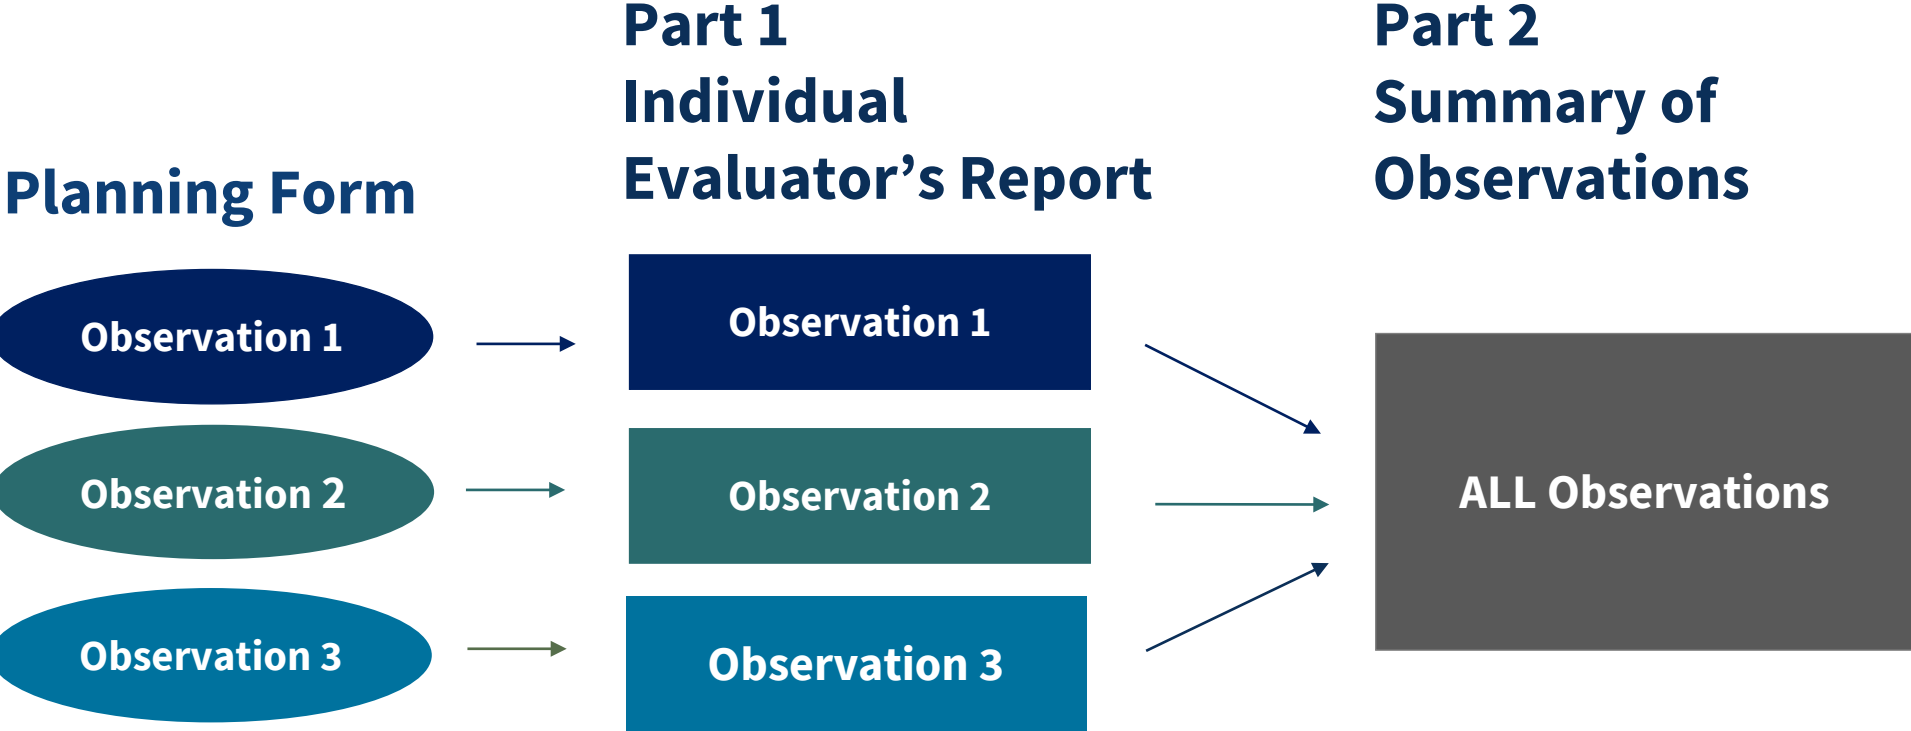 Planning Form
Observation 1
Observation 2
Observation 3
Part 1
Individual
Evaluator’s Report
Observation 1
Observation 2
Observation 3
Part 2
Summary of
Observations
ALL Observations